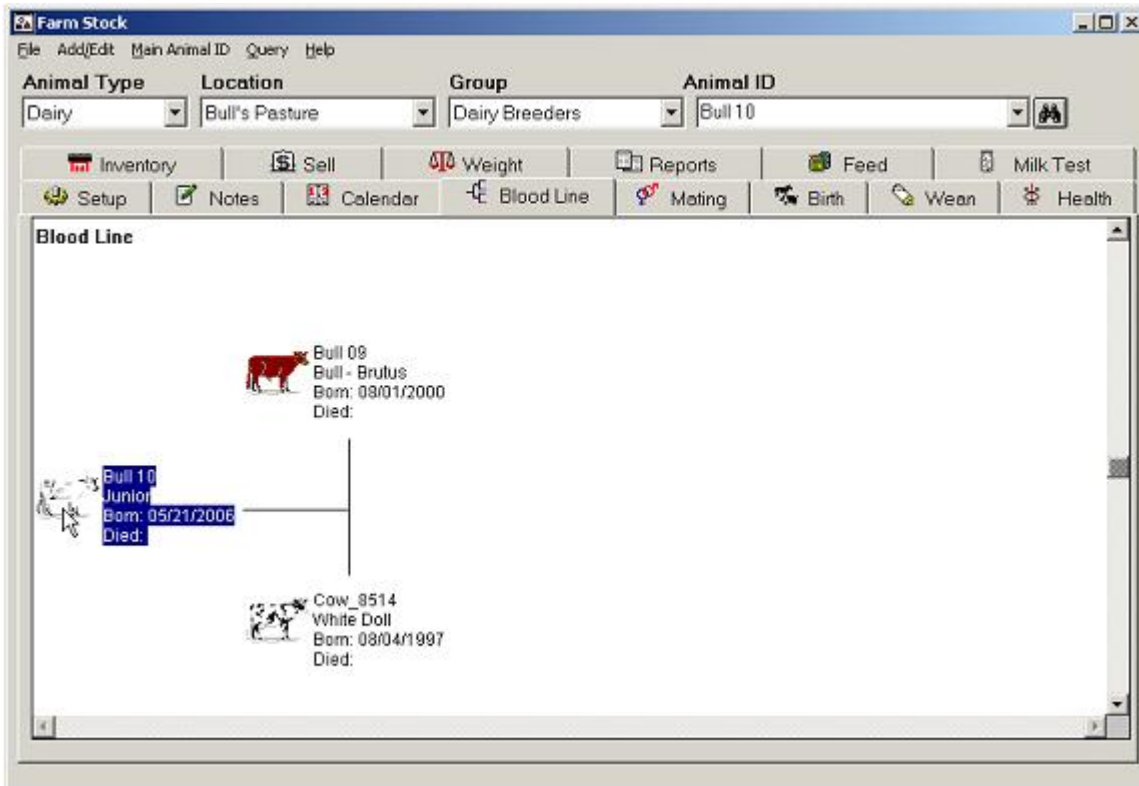 Farm Stock
File Add/Edit Main Animal ID Query Help
Animal Type Location Group Animal ID
Dairy Bull's Pasture Dairy Breeders Bull 10
Inventory Sell Weight Reports Feed Milk Test
Setup Notes Calendar Blood Line Mating Birth Wean Health
Blood Line
Bull 09
Bull - Brutus
Born: 08/01/2000
Died:
Bull 10
Junior
Born: 05/21/2006
Died:
Cow_8514
White Doll
Born: 08/04/1997
Died: